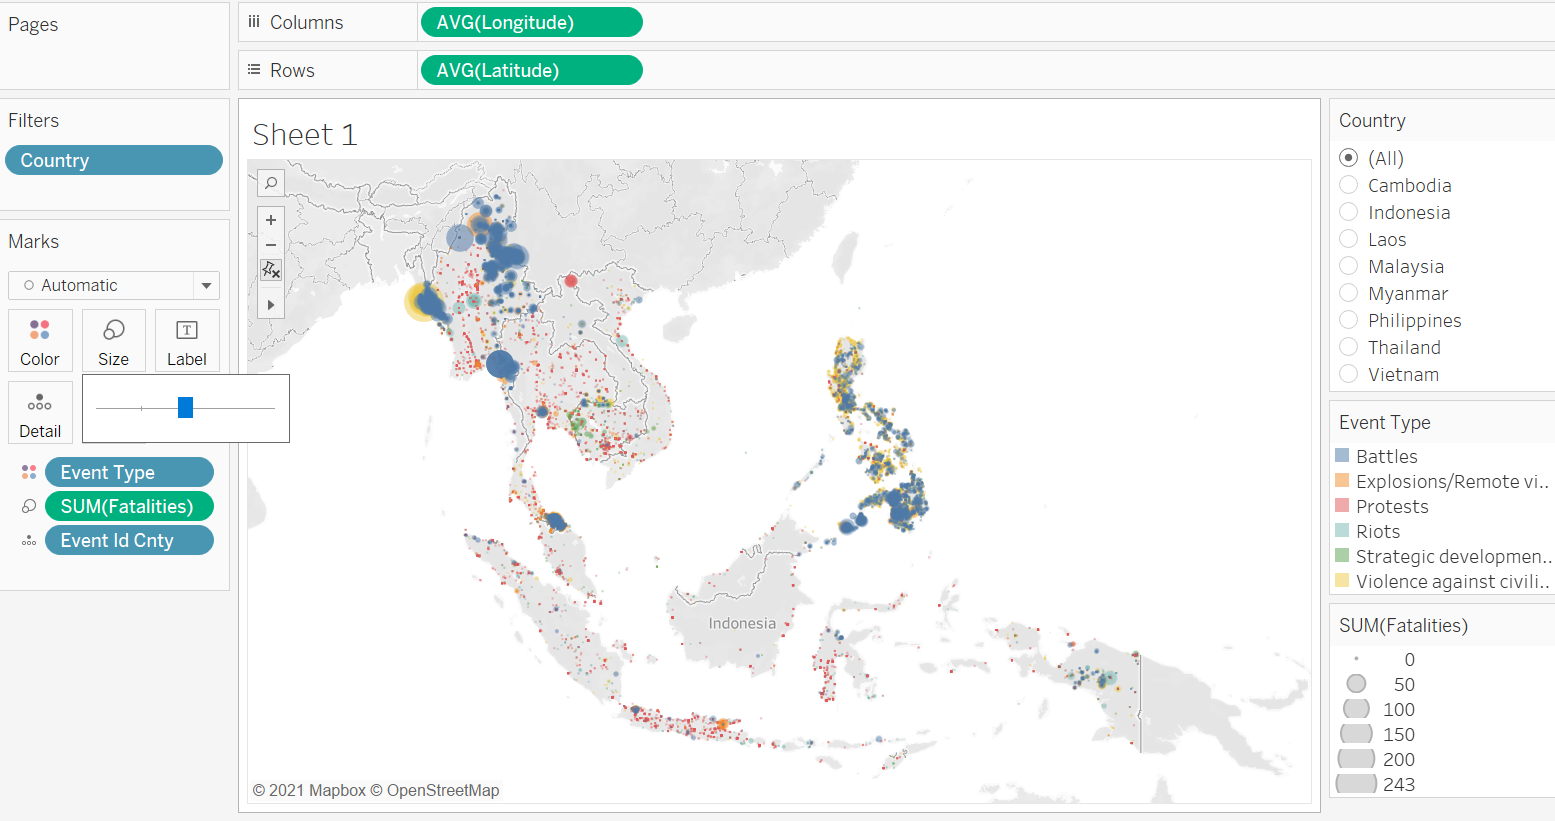 Pages
Columns
AVG(Longitude)
Rows
AVG(Latitude)
Filters
Country
Marks
Automatic
Color
Size
Label
Detail
Event Type
SUM(Fatalities)
Event Id Cnty
Sheet 1
Indonesia
© 2021 Mapbox © OpenStreetMap
Country
(All)
Cambodia
Indonesia
Laos
Malaysia
Myanmar
Philippines
Thailand
Vietnam
Event Type
Battles
Explosions/Remote vi..
Protests
Riots
Strategic developmen..
Violence against civili..
SUM(Fatalities)
0
50
100
150
200
243